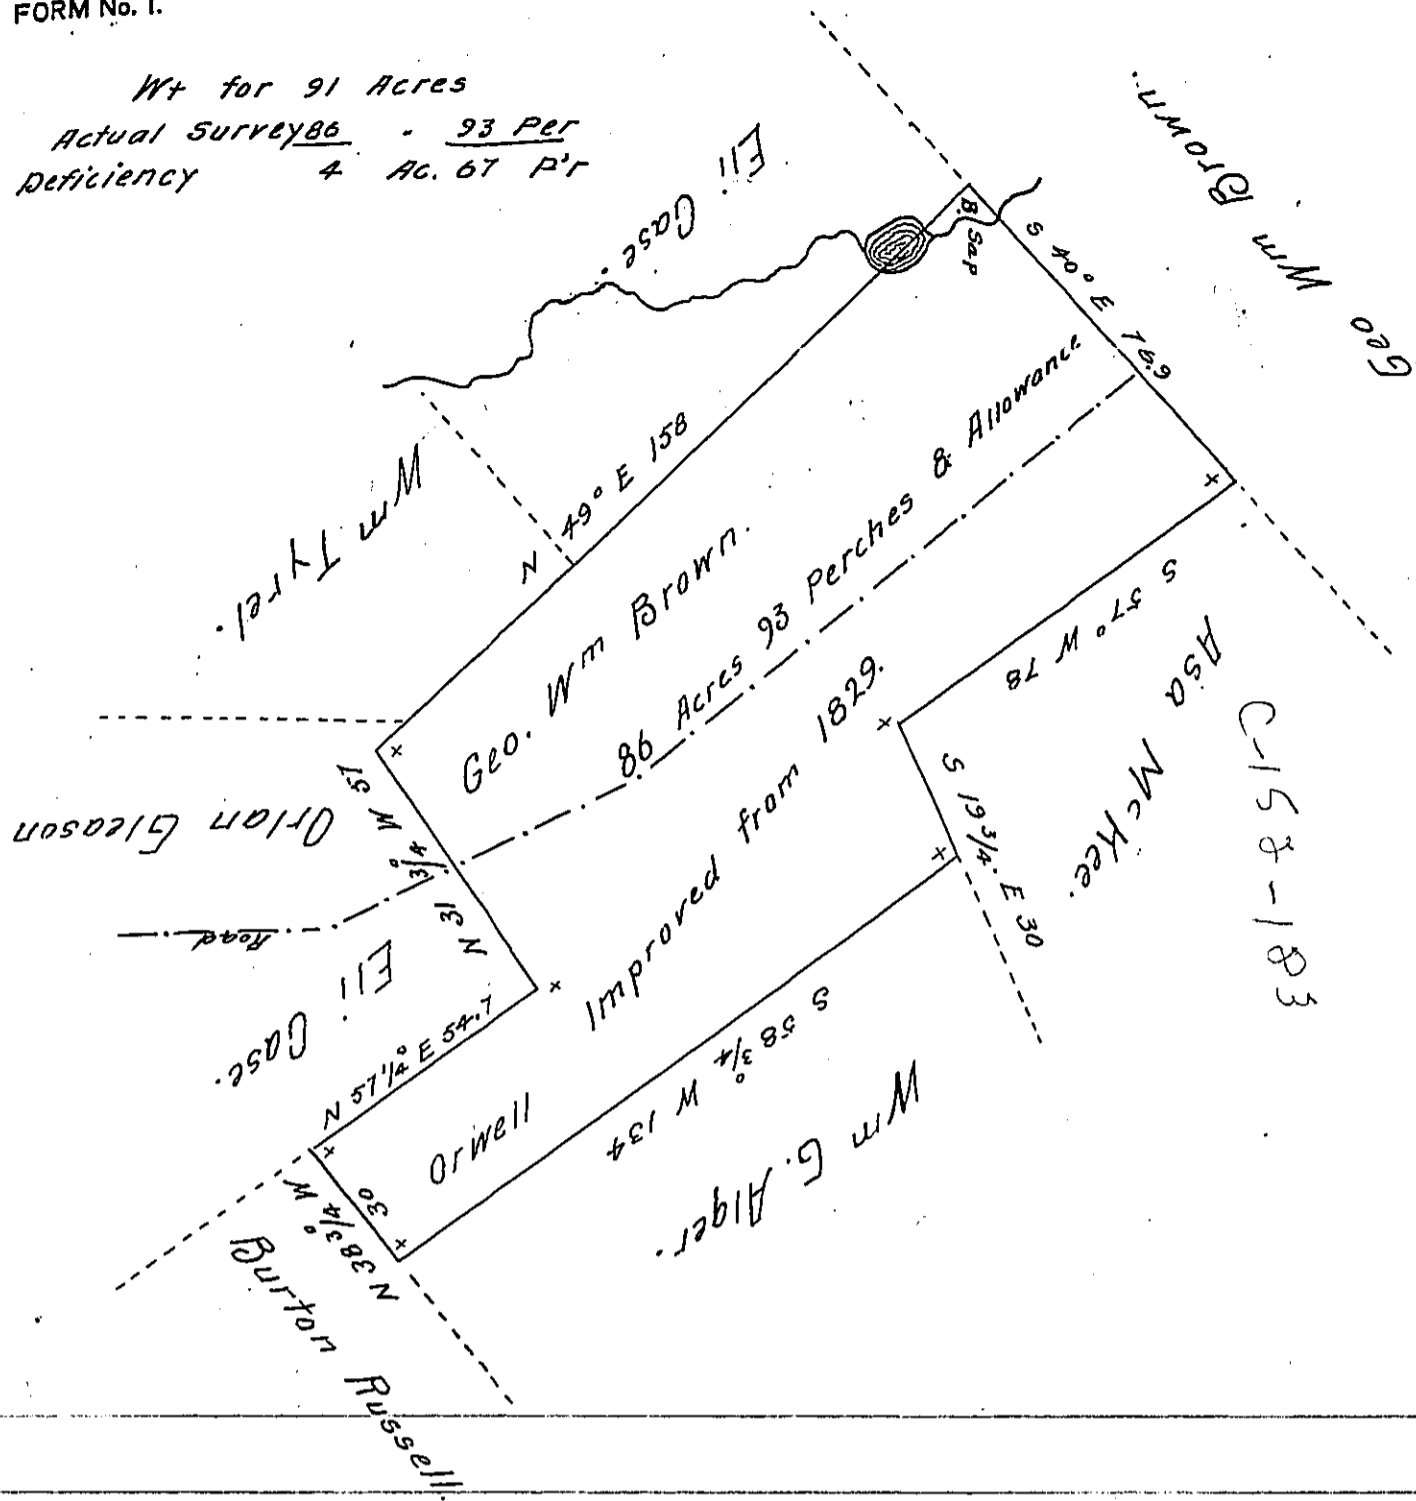 FORM No. 1.
Wt for 91 Acres
Actual Survey 86 - 93 Per
Deficiency 4 Ac. 67 P'r
Eli Case.
Geo Wm Brown.
B. Sap
S 40° E 76.9
Wm Tyrel.
N 49° E 158
Geo. Wm Brown.
86 Acres 93 Perches & Allowance
Improved from 1829.
S 57° W 78
Asa McKee.
C-153-183
S 19 3/4. E 30
Orlan Gleason
N 31 3/4° W 57
Road
Eli Case.
N 57 1/4° E 54.7
Orwell
S 58 3/4° W 134
Wm G. Alger.
N 38 3/4° W 30
Burton Russell.